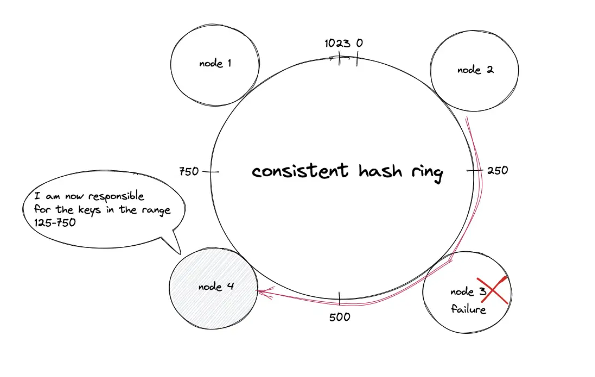 1023 0
node 1
node 2
consistent hash ring
750
250
I am now responsible
for the keys in the range
125-750
node 4
node 3
failure
500